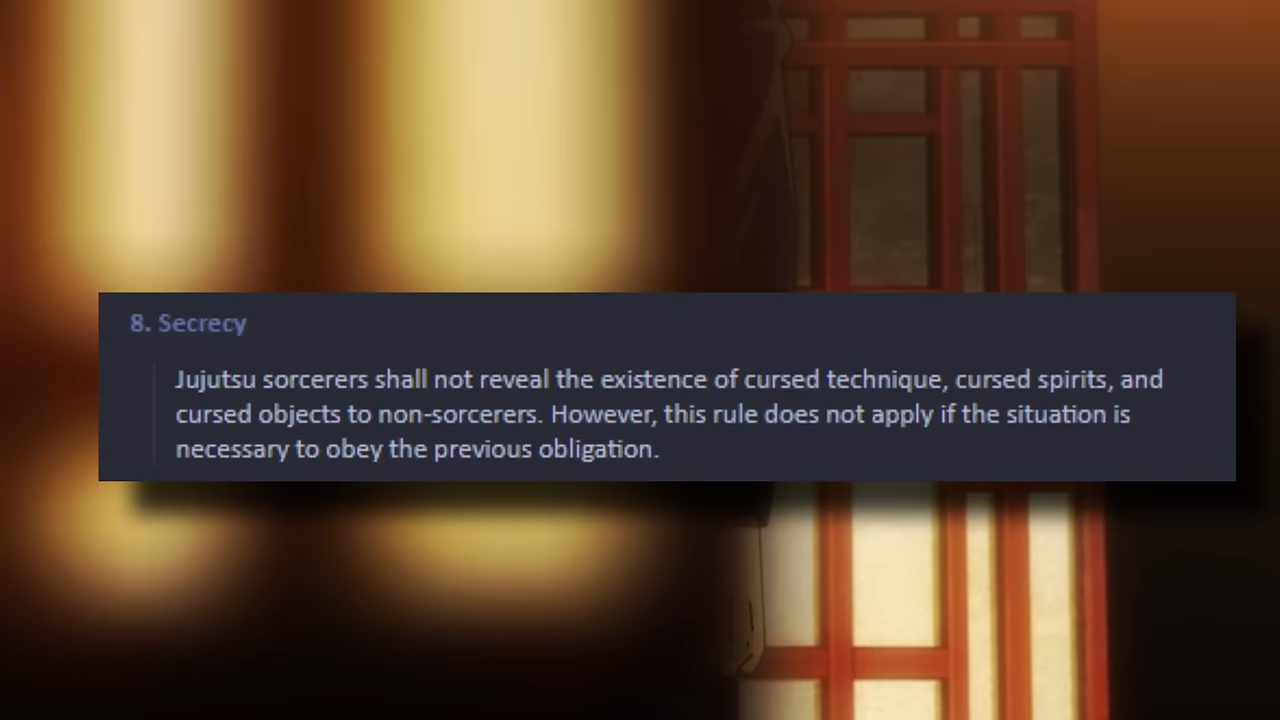 8. Secrecy
Jujutsu sorcerers shall not reveal the existence of cursed technique, cursed spirits, and
cursed objects to non-sorcerers. However, this rule does not apply if the situation is
necessary to obey the previous obligation.